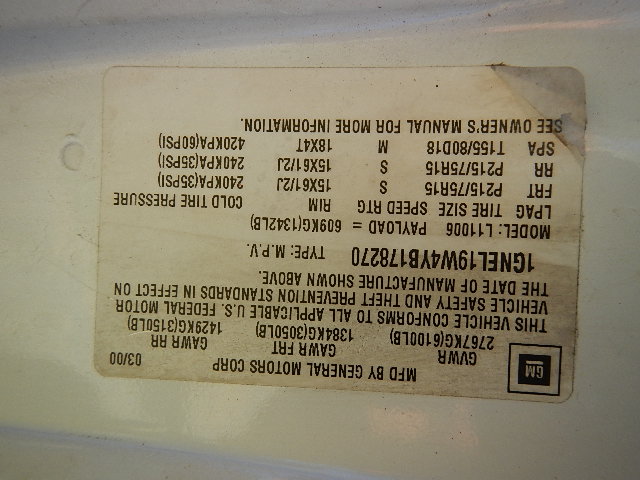 GM MFD BY GENERAL MOTORS CORP 03/00
GVWR GAWR FRT GAWR RR
2767KG(6100LB) 1384KG(3050LB) 1429KG(3150LB)
THIS VEHICLE CONFORMS TO ALL APPLICABLE U.S. FEDERAL MOTOR
VEHICLE SAFETY AND THEFT PREVENTION STANDARDS IN EFFECT ON
THE DATE OF MANUFACTURE SHOWN ABOVE.
1GNEL19W4YB178270 TYPE: M.P.V.
MODEL: L11006 PAYLOAD = 609KG(1342LB)
LPAG TIRE SIZE SPEED RTG RIM COLD TIRE PRESSURE
FRT P215/75R15 S 15X61/2J 240KPA(35PSI)
RR P215/75R15 S 15X61/2J 240KPA(35PSI)
SPA T155/80D18 M 18X4T 420KPA(60PSI)
SEE OWNER'S MANUAL FOR MORE INFORMATION.